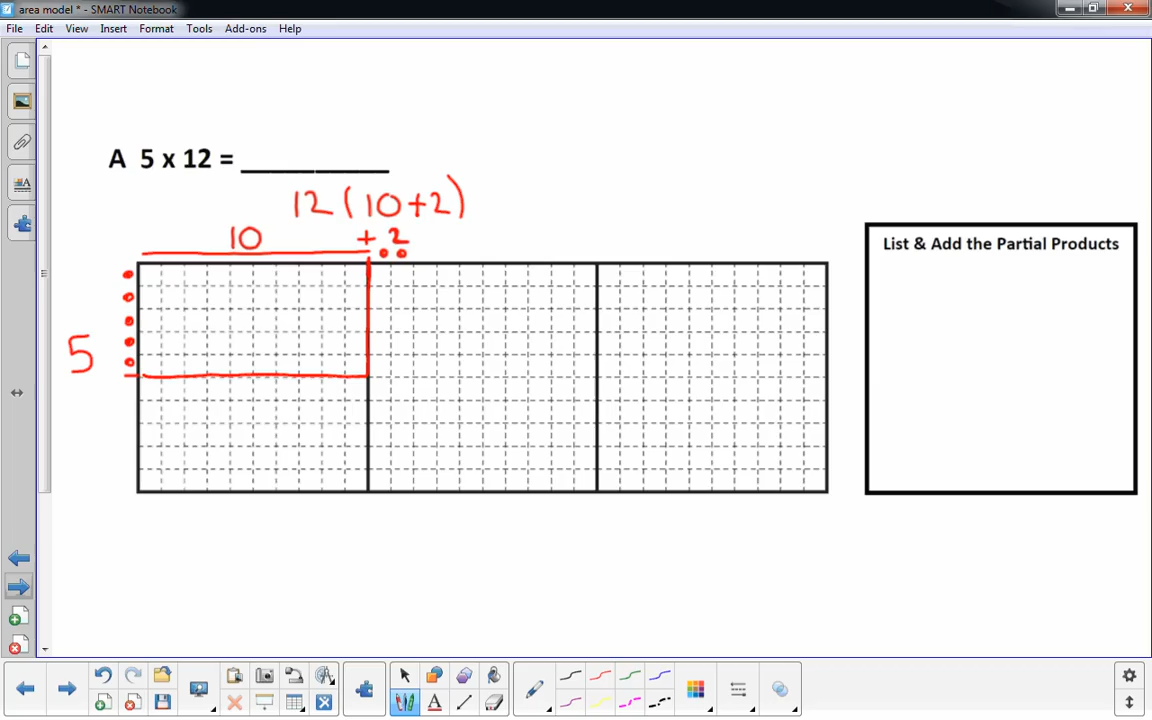 area model * - SMART Notebook
File Edit View Insert Format Tools Add-ons Help
A 5 x 12 = __________
12 (10+2)
10 + 2
5
List & Add the Partial Products